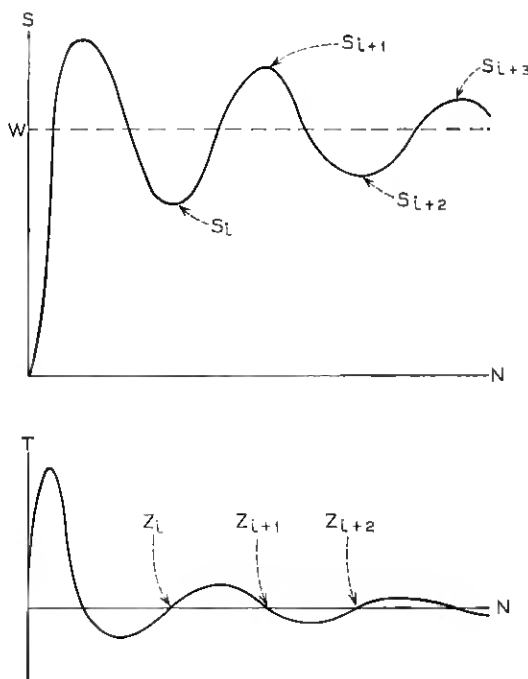 S
S_{i+1}
S_{i+3}
W
S_i
S_{i+2}
N
T
Z_i
Z_{i+1}
Z_{i+2}
N